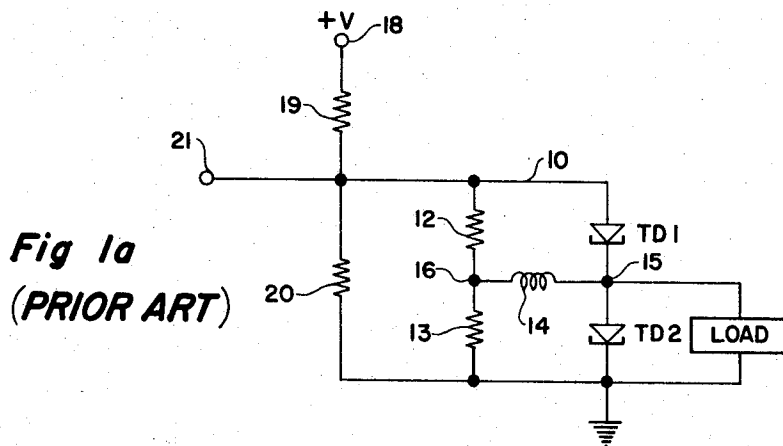 +V
18
19
21
10
12
TD1
16
15
Fig 1a
(PRIOR ART)
20
14
13
TD2
LOAD